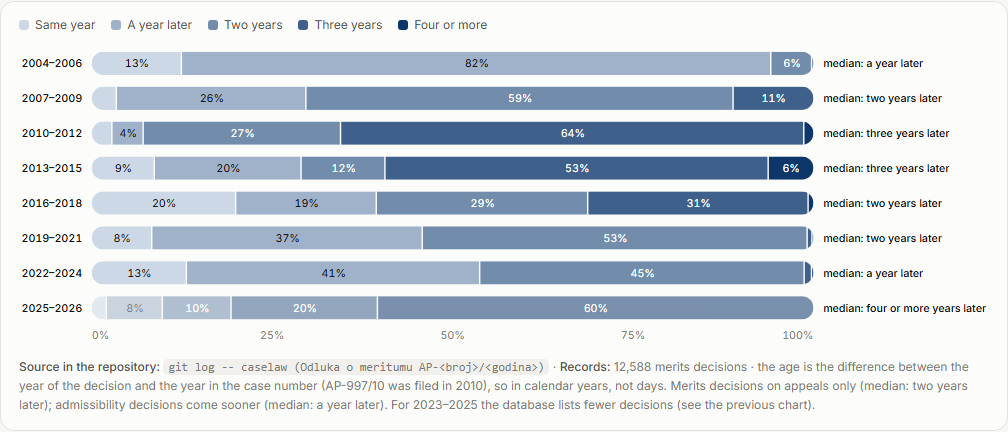 Same year A year later Two years Three years Four or more
2004–2006 13% 82% 6% median: a year later
2007–2009 26% 59% 11% median: two years later
2010–2012 4% 27% 64% median: three years later
2013–2015 9% 20% 12% 53% 6% median: three years later
2016–2018 20% 19% 29% 31% median: two years later
2019–2021 8% 37% 53% median: two years later
2022–2024 13% 41% 45% median: a year later
2025–2026 8% 10% 20% 60% median: four or more years later
0% 25% 50% 75% 100%
Source in the repository: git log -- caselaw (Odluka o meritumu AP-<broj>/<godina>) · Records: 12,588 merits decisions · the age is the difference between the
year of the decision and the year in the case number (AP-997/10 was filed in 2010), so in calendar years, not days. Merits decisions on appeals only (median: two years
later); admissibility decisions come sooner (median: a year later). For 2023–2025 the database lists fewer decisions (see the previous chart).